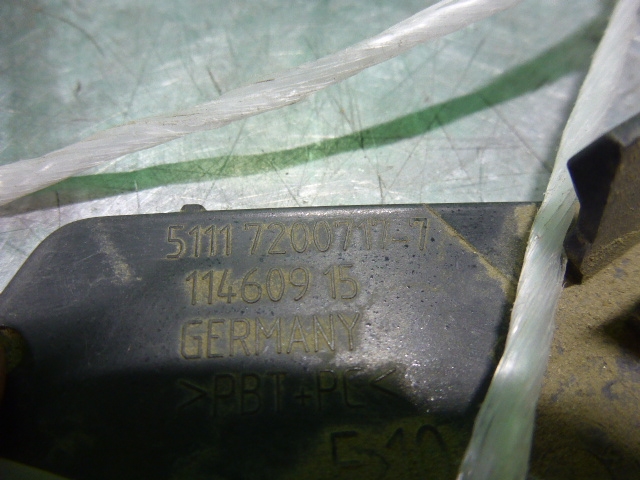 5111 7200717-7
114609 15
GERMANY
>PBT+PC<